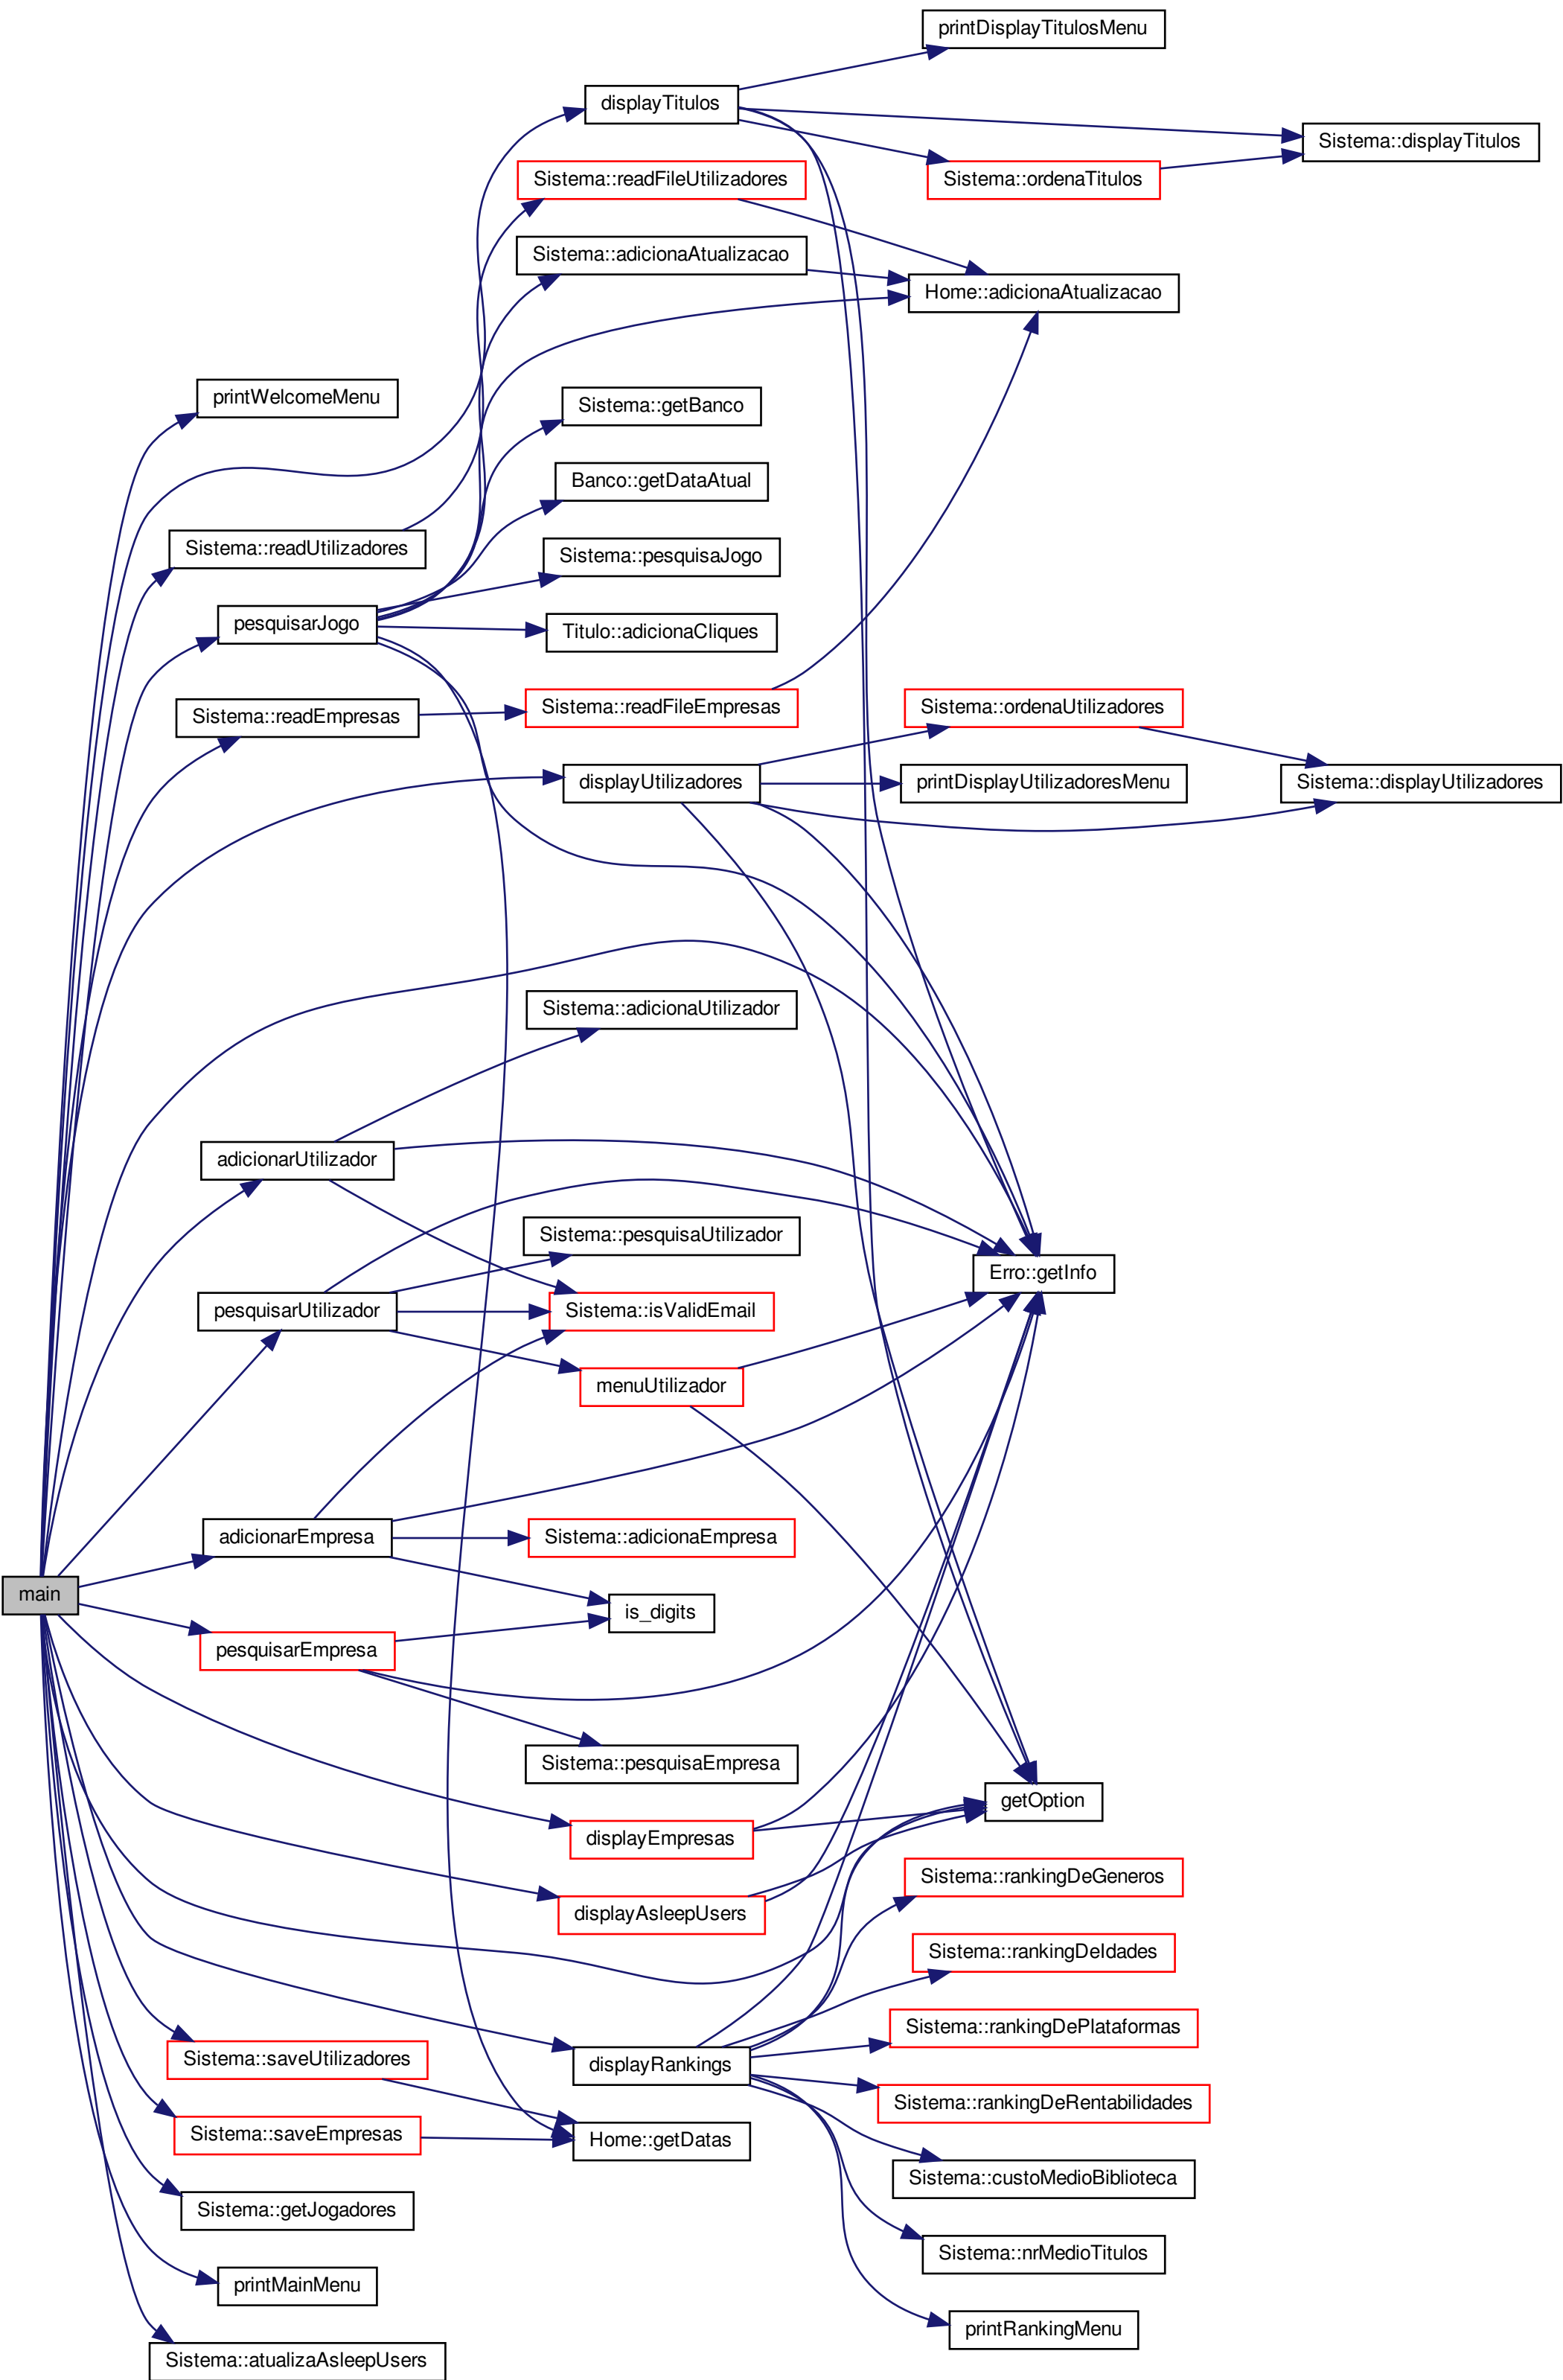 printDisplayTitulosMenu
displayTitulos
Sistema::displayTitulos
Sistema::readFileUtilizadores
Sistema::ordenaTitulos
Sistema::adicionaAtualizacao
Home::adicionaAtualizacao
printWelcomeMenu
Sistema::getBanco
Banco::getDataAtual
Sistema::readUtilizadores
Sistema::pesquisaJogo
pesquisarJogo
Titulo::adicionaCliques
Sistema::readEmpresas
Sistema::readFileEmpresas
Sistema::ordenaUtilizadores
displayUtilizadores
printDisplayUtilizadoresMenu
Sistema::displayUtilizadores
Sistema::adicionaUtilizador
adicionarUtilizador
Sistema::pesquisaUtilizador
Erro::getInfo
pesquisarUtilizador
Sistema::isValidEmail
menuUtilizador
adicionarEmpresa
Sistema::adicionaEmpresa
main
is_digits
pesquisarEmpresa
Sistema::pesquisaEmpresa
getOption
displayEmpresas
Sistema::rankingDeGeneros
displayAsleepUsers
Sistema::rankingDeIdades
Sistema::rankingDePlataformas
Sistema::saveUtilizadores
displayRankings
Sistema::rankingDeRentabilidades
Sistema::saveEmpresas
Home::getDatas
Sistema::custoMedioBiblioteca
Sistema::getJogadores
Sistema::nrMedioTitulos
printMainMenu
printRankingMenu
Sistema::atualizaAsleepUsers